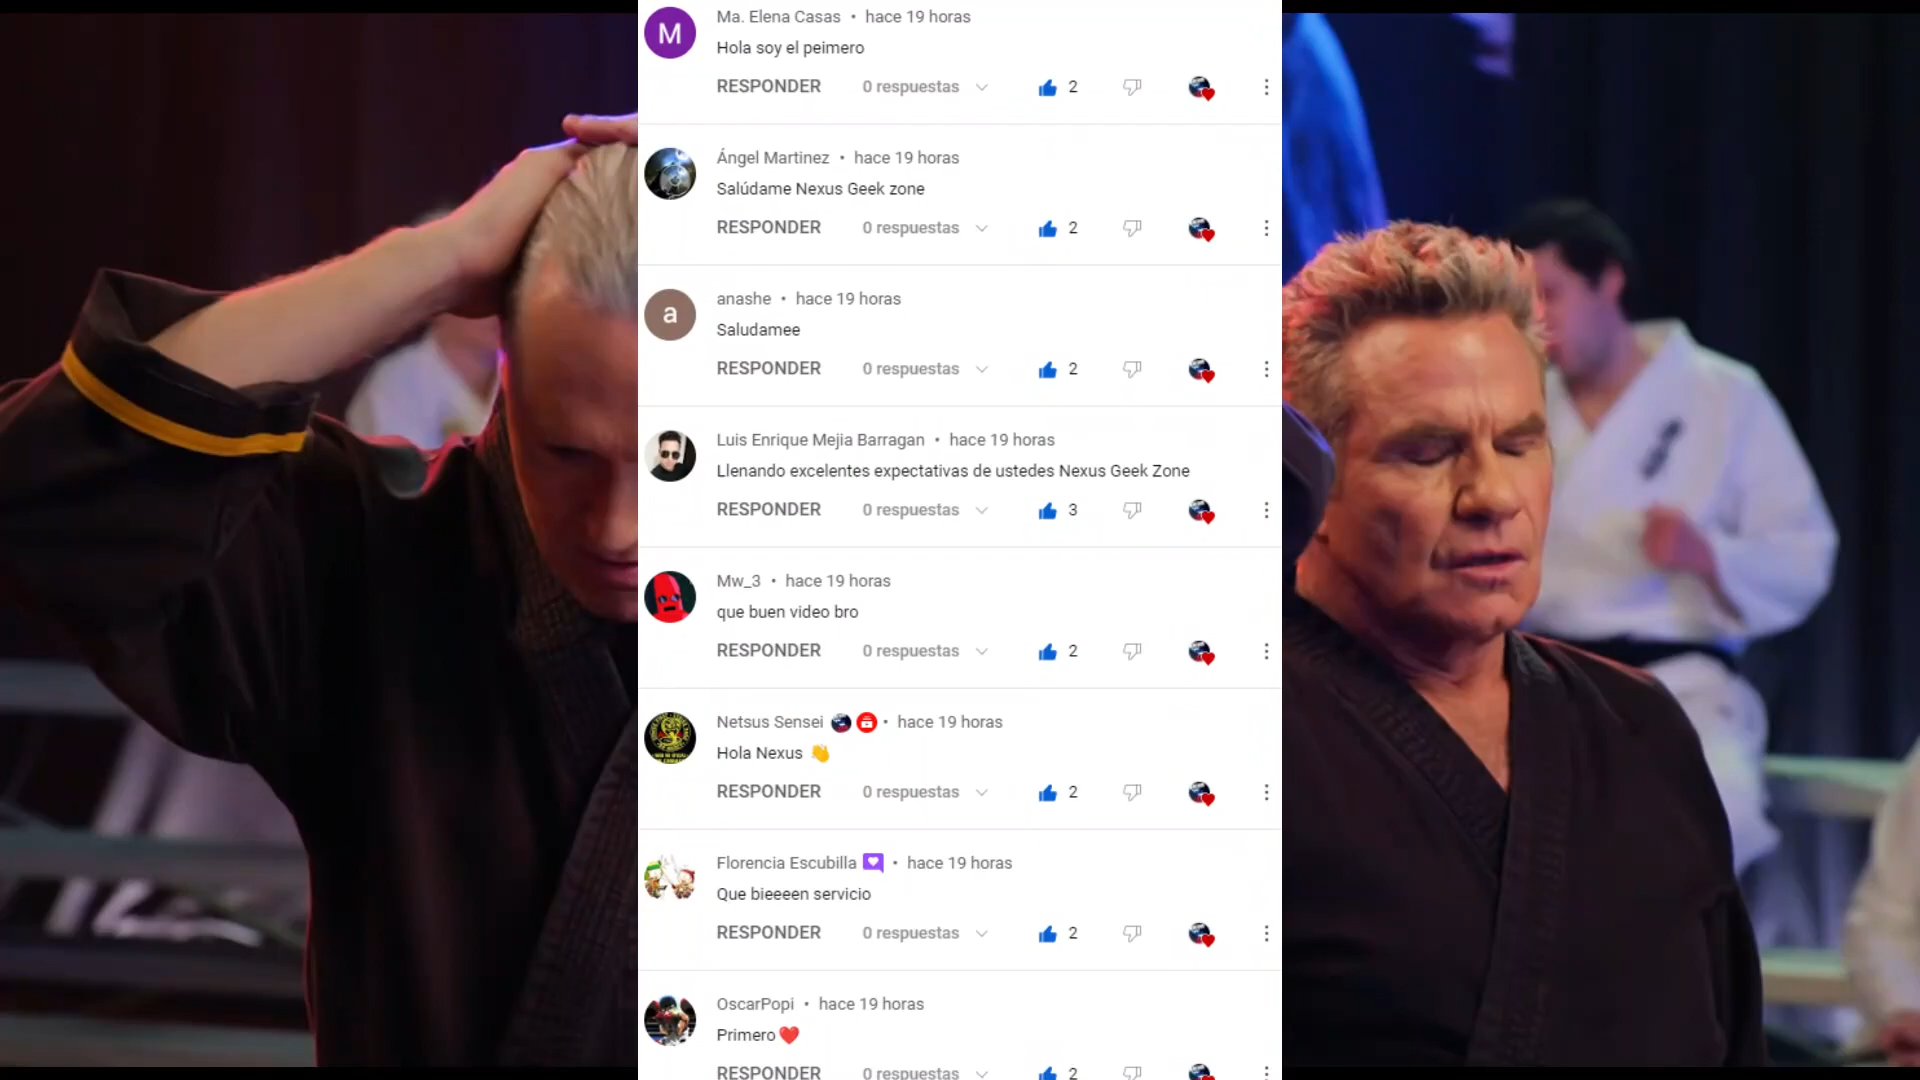 M
Ma. Elena Casas • hace 19 horas
Hola soy el peimero
RESPONDER 0 respuestas 2
Ángel Martinez • hace 19 horas
Salúdame Nexus Geek zone
RESPONDER 0 respuestas 2
a
anashe • hace 19 horas
Saludamee
RESPONDER 0 respuestas 2
Luis Enrique Mejia Barragan • hace 19 horas
Llenando excelentes expectativas de ustedes Nexus Geek Zone
RESPONDER 0 respuestas 3
Mw_3 • hace 19 horas
que buen video bro
RESPONDER 0 respuestas 2
Netsus Sensei • hace 19 horas
Hola Nexus 👋
RESPONDER 0 respuestas 2
Florencia Escubilla • hace 19 horas
Que bieeeen servicio
RESPONDER 0 respuestas 2
OscarPopi • hace 19 horas
Primero ❤️
RESPONDER 0 respuestas 2